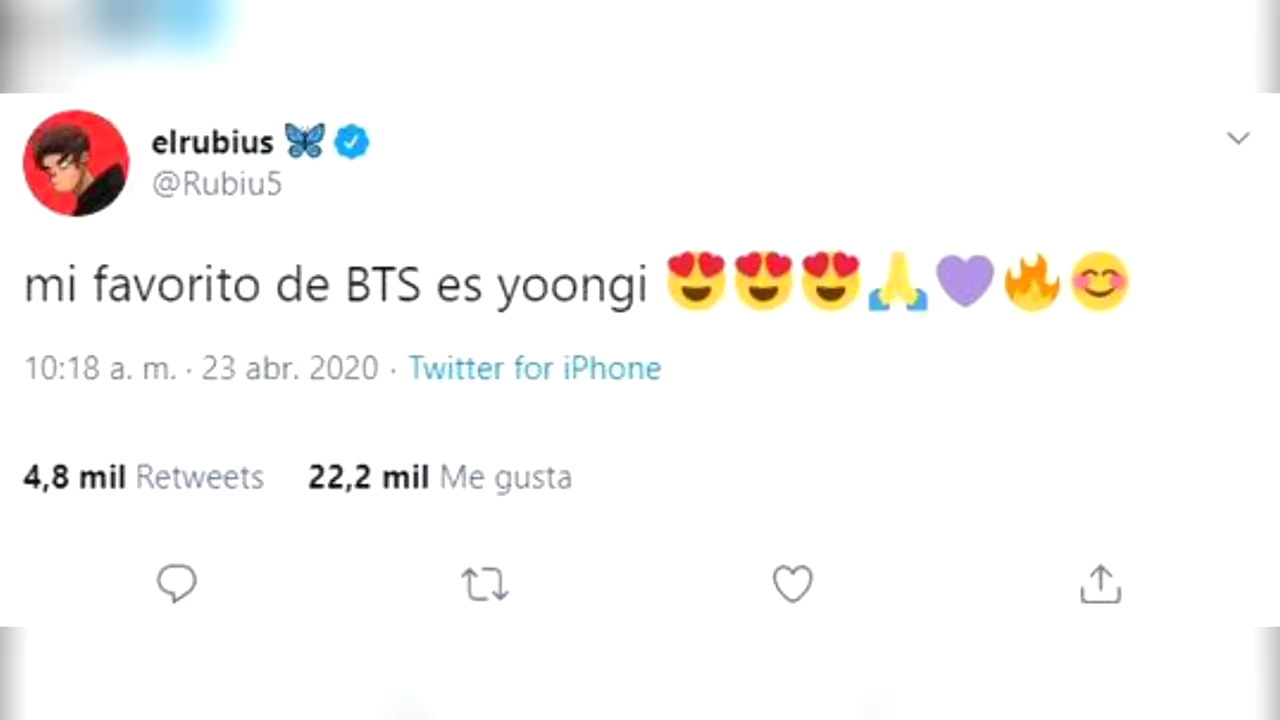 elrubius 🦋
@Rubiu5
mi favorito de BTS es yoongi 😍😍😍🙏💜🔥😊
10:18 a. m. · 23 abr. 2020 · Twitter for iPhone
4,8 mil Retweets 22,2 mil Me gusta